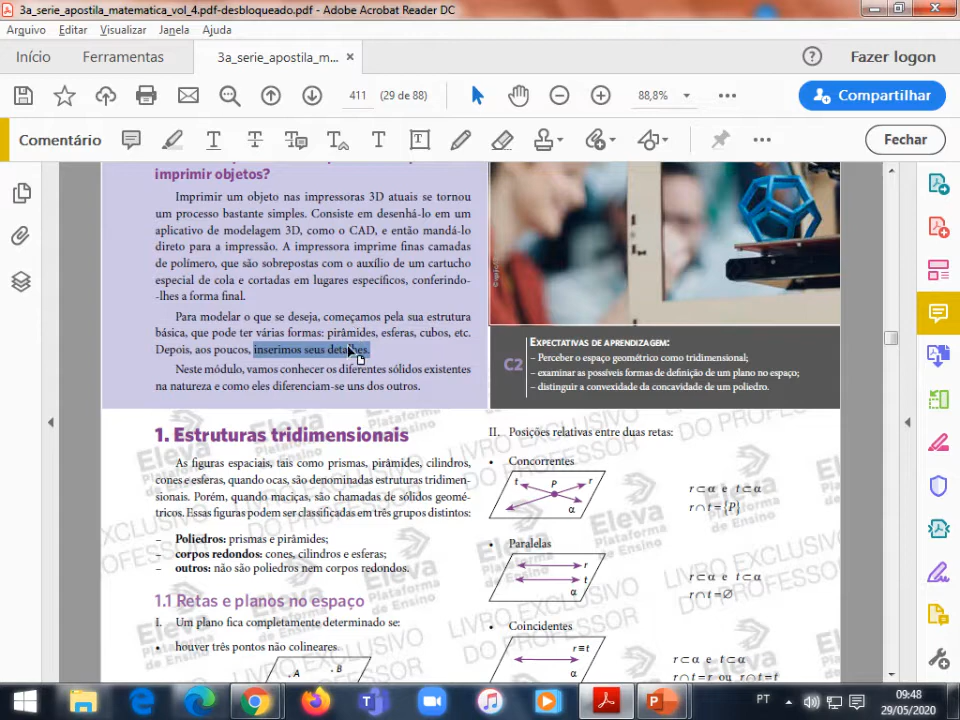 3a_serie_apostila_matematica_vol_4.pdf-desbloqueado.pdf - Adobe Acrobat Reader DC
Arquivo Editar Visualizar Janela Ajuda
Início Ferramentas 3a_serie_apostila_m... × Fazer logon
411 (29 de 88) 88,8% Compartilhar
Comentário Fechar
imprimir objetos?
Imprimir um objeto nas impressoras 3D atuais se tornou
um processo bastante simples. Consiste em desenhá-lo em um
aplicativo de modelagem 3D, como o CAD, e então mandá-lo
direto para a impressão. A impressora imprime finas camadas
de polímero, que são sobrepostas com o auxílio de um cartucho
especial de cola e cortadas em lugares específicos, conferindo-
-lhes a forma final.
Para modelar o que se deseja, começamos pela sua estrutura
básica, que pode ter várias formas: pirâmides, esferas, cubos, etc.
Depois, aos poucos, inserimos seus detalhes.
Neste módulo, vamos conhecer os diferentes sólidos existentes
na natureza e como eles diferenciam-se uns dos outros.
C2
EXPECTATIVAS DE APRENDIZAGEM:
– Perceber o espaço geométrico como tridimensional;
– examinar as possíveis formas de definição de um plano no espaço;
– distinguir a convexidade da concavidade de um poliedro.
1. Estruturas tridimensionais
As figuras espaciais, tais como prismas, pirâmides, cilindros,
cones e esferas, quando ocas, são denominadas estruturas tridimen-
sionais. Porém, quando maciças, são chamadas de sólidos geomé-
tricos. Essas figuras podem ser classificadas em três grupos distintos:
– Poliedros: prismas e pirâmides;
– corpos redondos: cones, cilindros e esferas;
– outros: não são poliedros nem corpos redondos.
1.1 Retas e planos no espaço
I. Um plano fica completamente determinado se:
• houver três pontos não colineares.
. A . B
II. Posições relativas entre duas retas:
• Concorrentes
t P r α
r⊂α e t⊂α
r∩t={P}
• Paralelas
r t α
r⊂α e t⊂α
r∩t=∅
• Coincidentes
r≡t α
r⊂α e t⊂α
r∩t=r ou r∩t=t
Eleva
Plataforma
de Ensino
LIVRO EXCLUSIVO
DO PROFESSOR
PT 09:48
29/05/2020